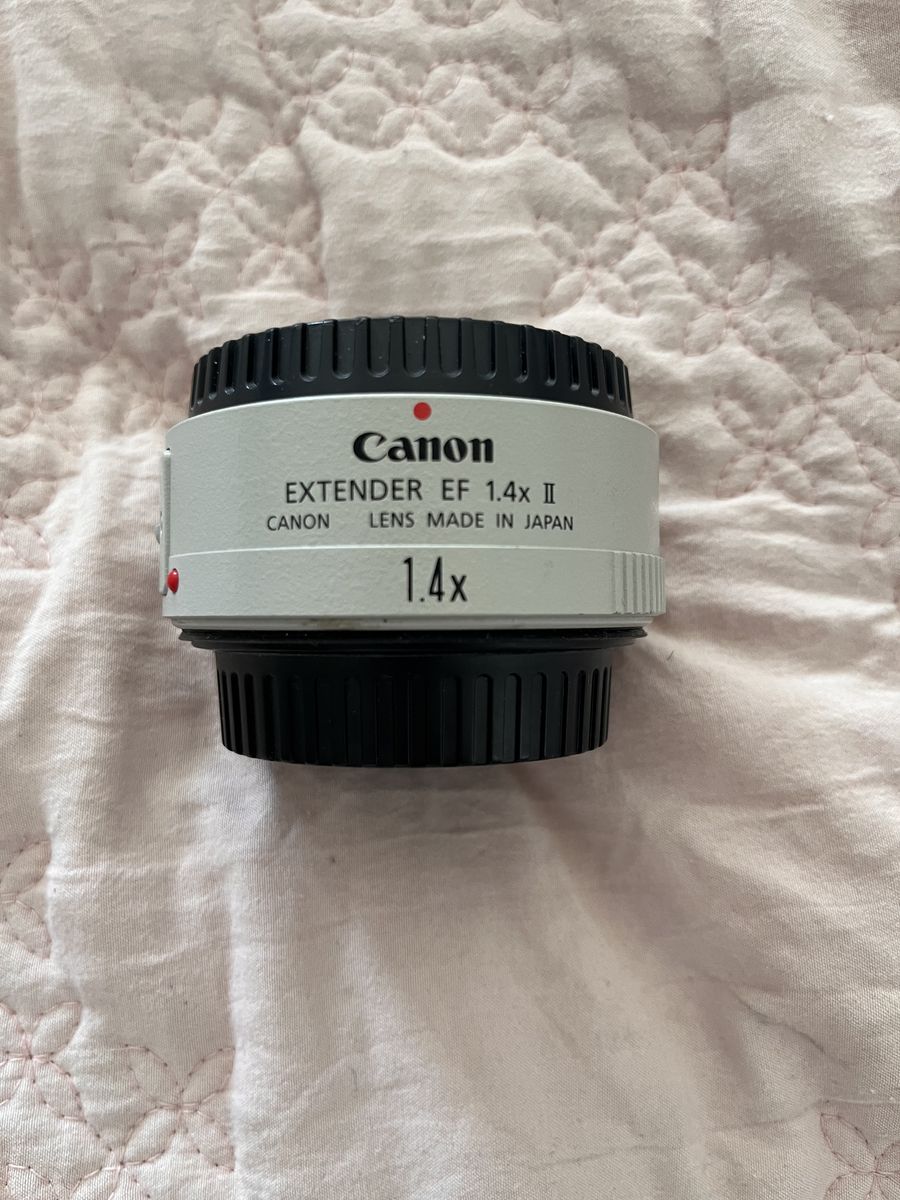 Canon
EXTENDER EF 1.4x II
CANON LENS MADE IN JAPAN
1.4x